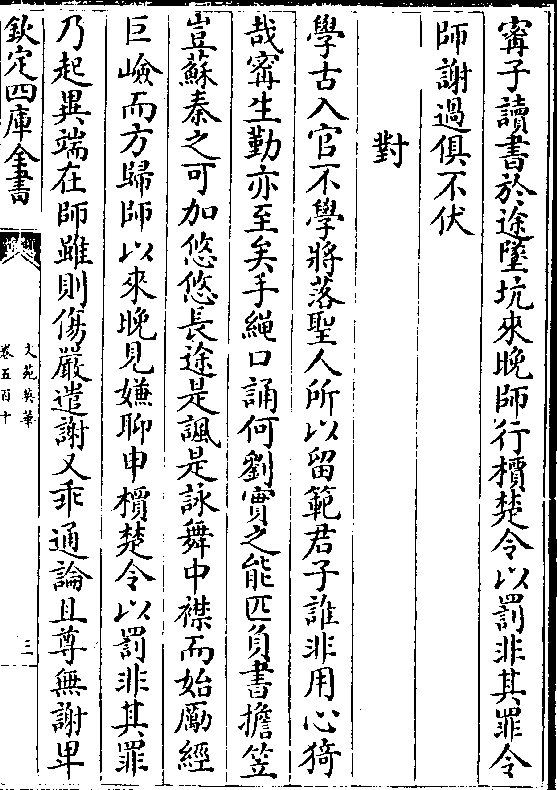 甯子讀書於途墜坑來晚師行檟楚令以罰非其罪令
師謝過俱不伏
對
學古入官不學將落聖人所以留範君子誰非用心猗
哉甯生勤亦至矣手繩口誦何劉寔之能匹負書擔笠
豈蘇秦之可加悠悠長途是諷是詠舞中襟而始勵經
巨嶮而方歸師以來晚見嫌聊申檟楚令以罰非其罪
乃起異端在師雖則傷嚴遣謝又乖通論且尊無謝卑
欽定四庫全書
文苑英華
卷五百十
三